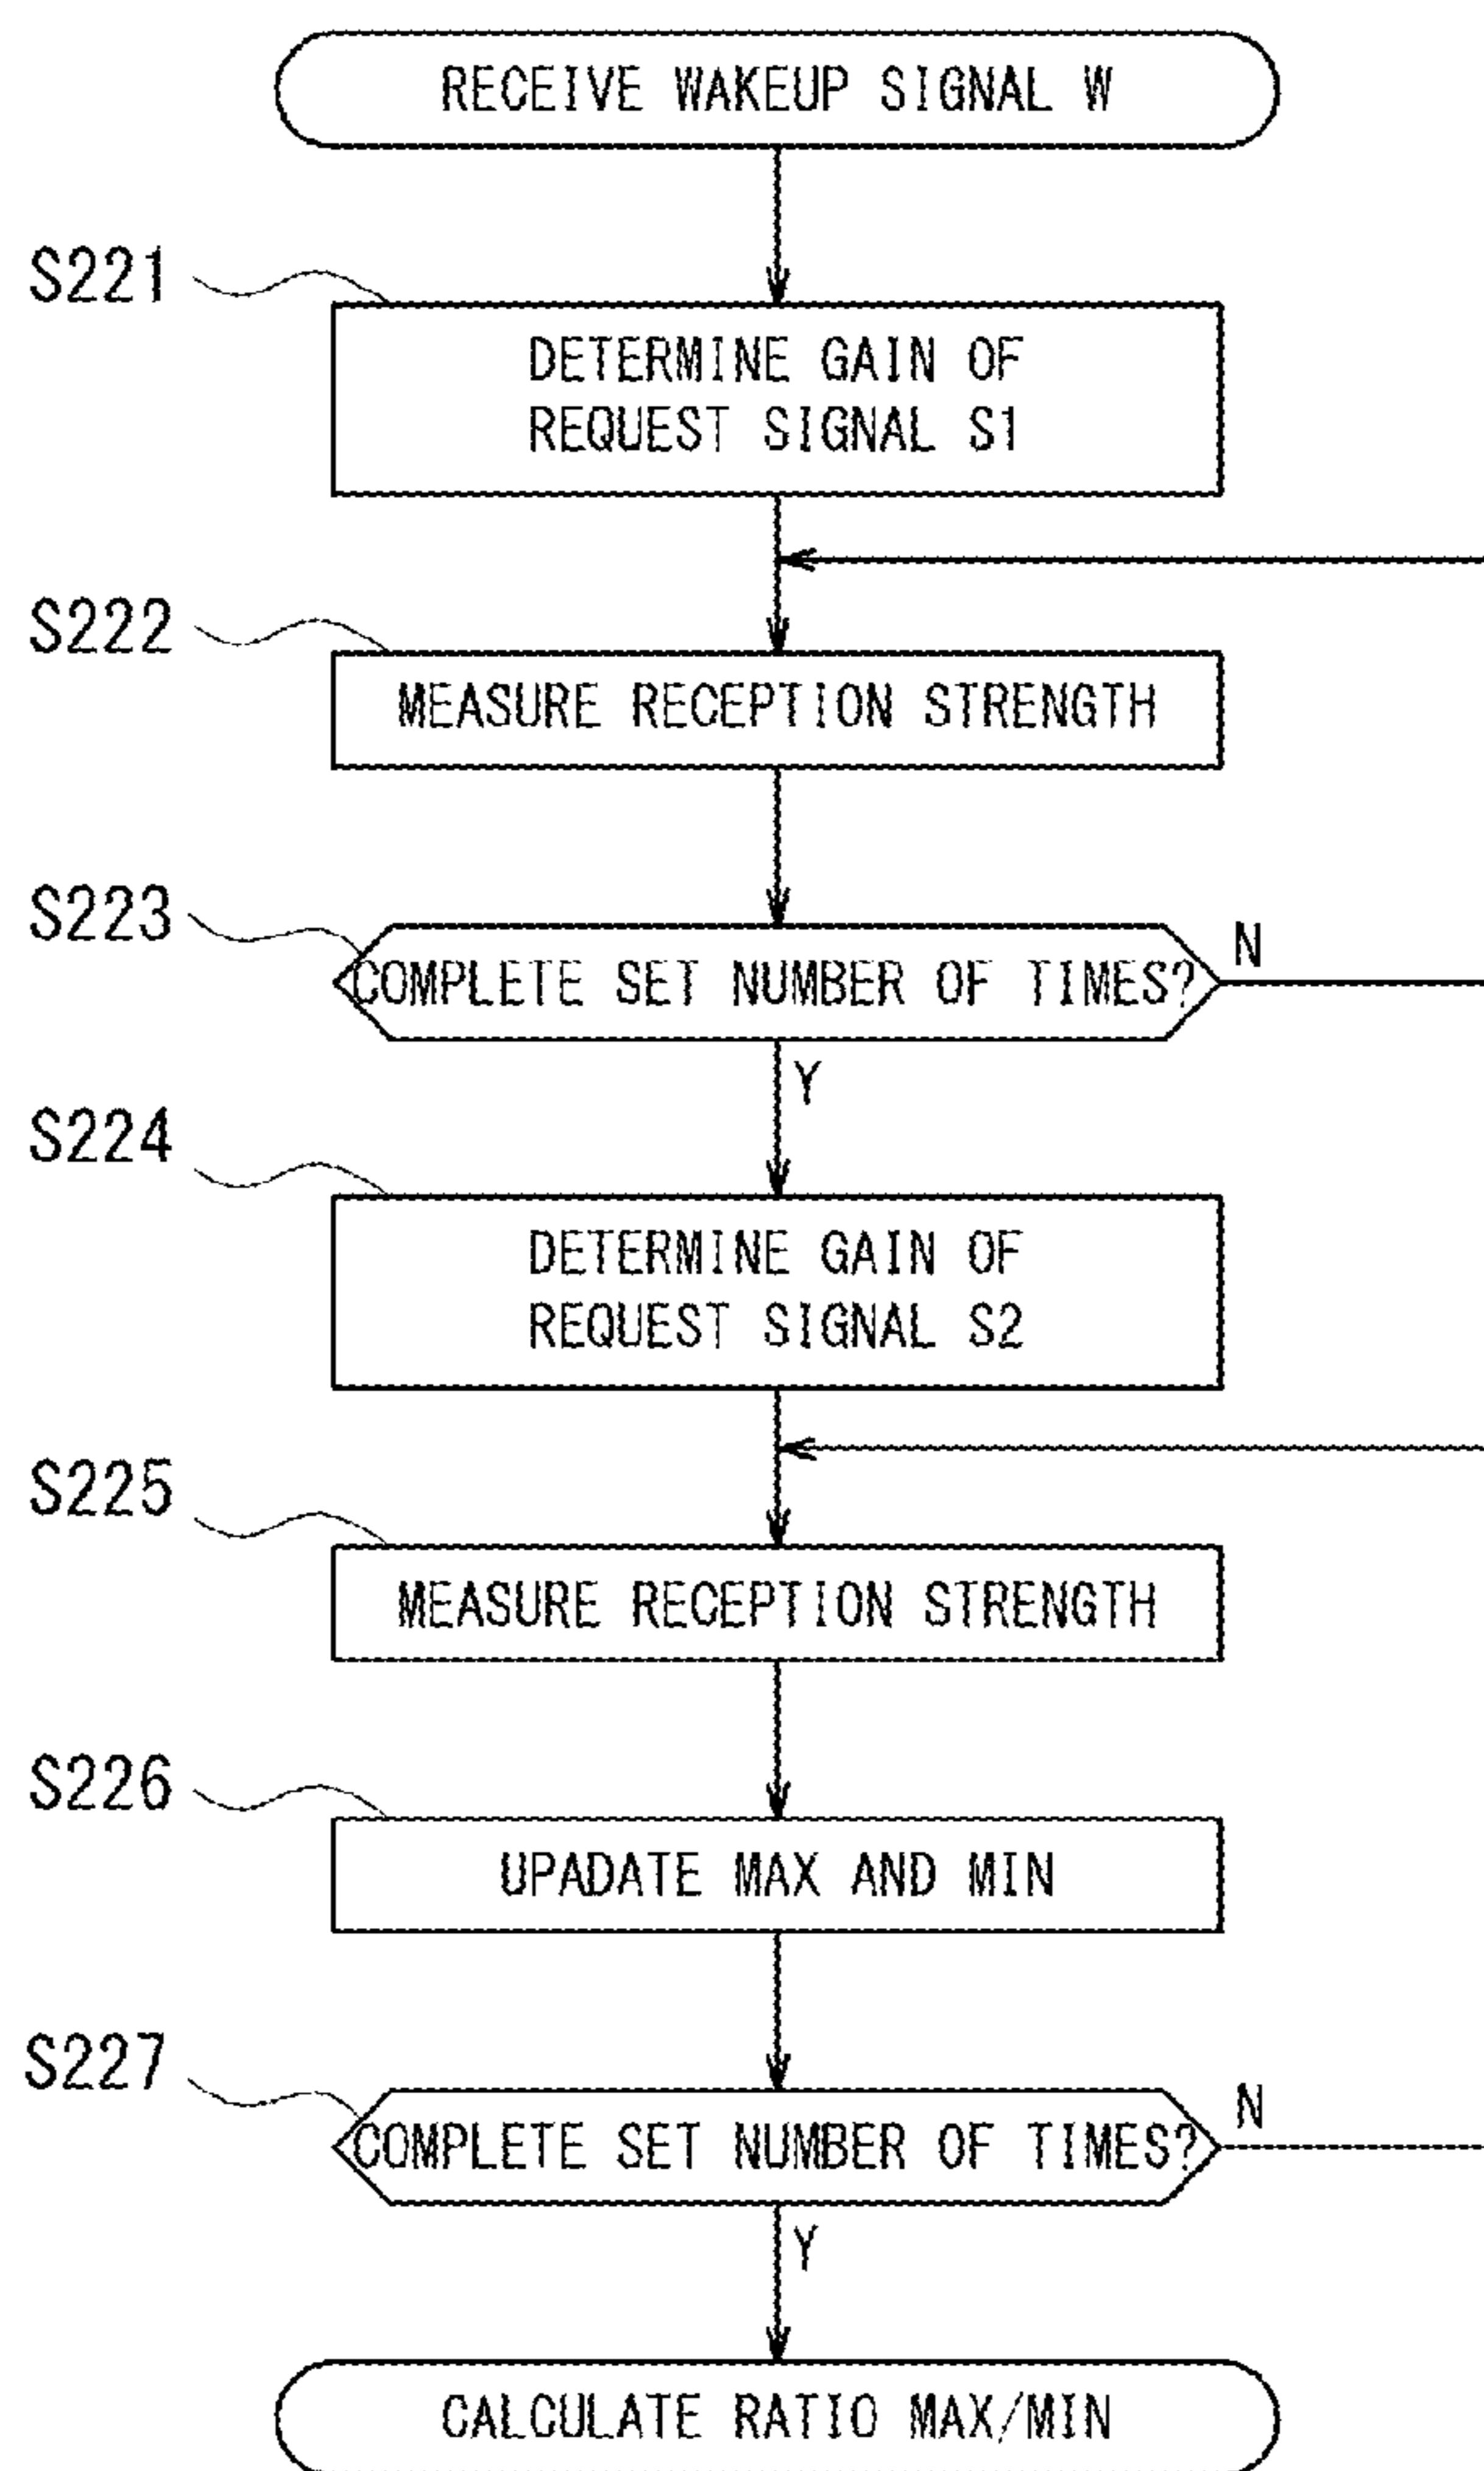 RECEIVE WAKEUP SIGNAL W
S221
DETERMINE GAIN OF
REQUEST SIGNAL S1
S222
MEASURE RECEPTION STRENGTH
S223
COMPLETE SET NUMBER OF TIMES?
N
Y
S224
DETERMINE GAIN OF
REQUEST SIGNAL S2
S225
MEASURE RECEPTION STRENGTH
S226
UPADATE MAX AND MIN
S227
COMPLETE SET NUMBER OF TIMES?
N
Y
CALCULATE RATIO MAX/MIN